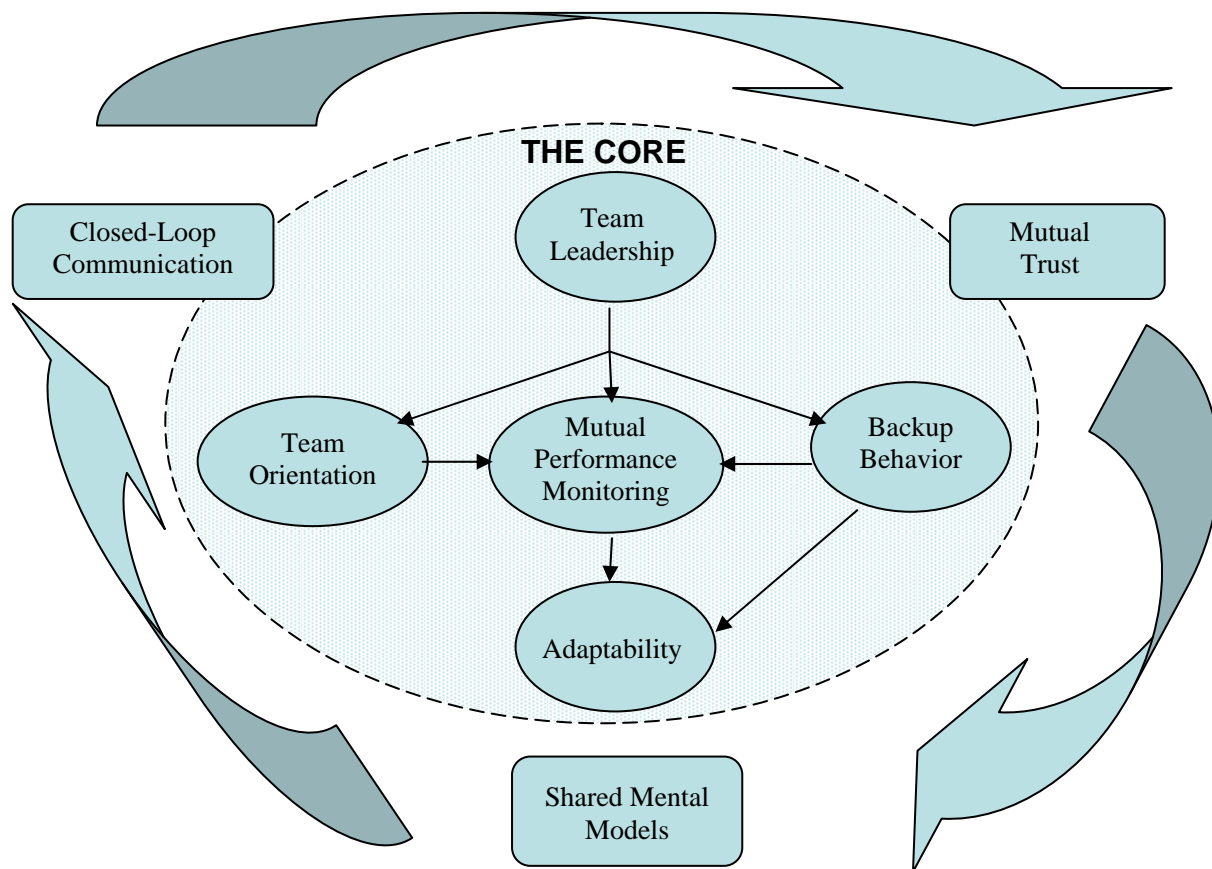 THE CORE
Team
Leadership
Closed-Loop
Communication
Mutual
Trust
Team
Orientation
Mutual
Performance
Monitoring
Backup
Behavior
Adaptability
Shared Mental
Models